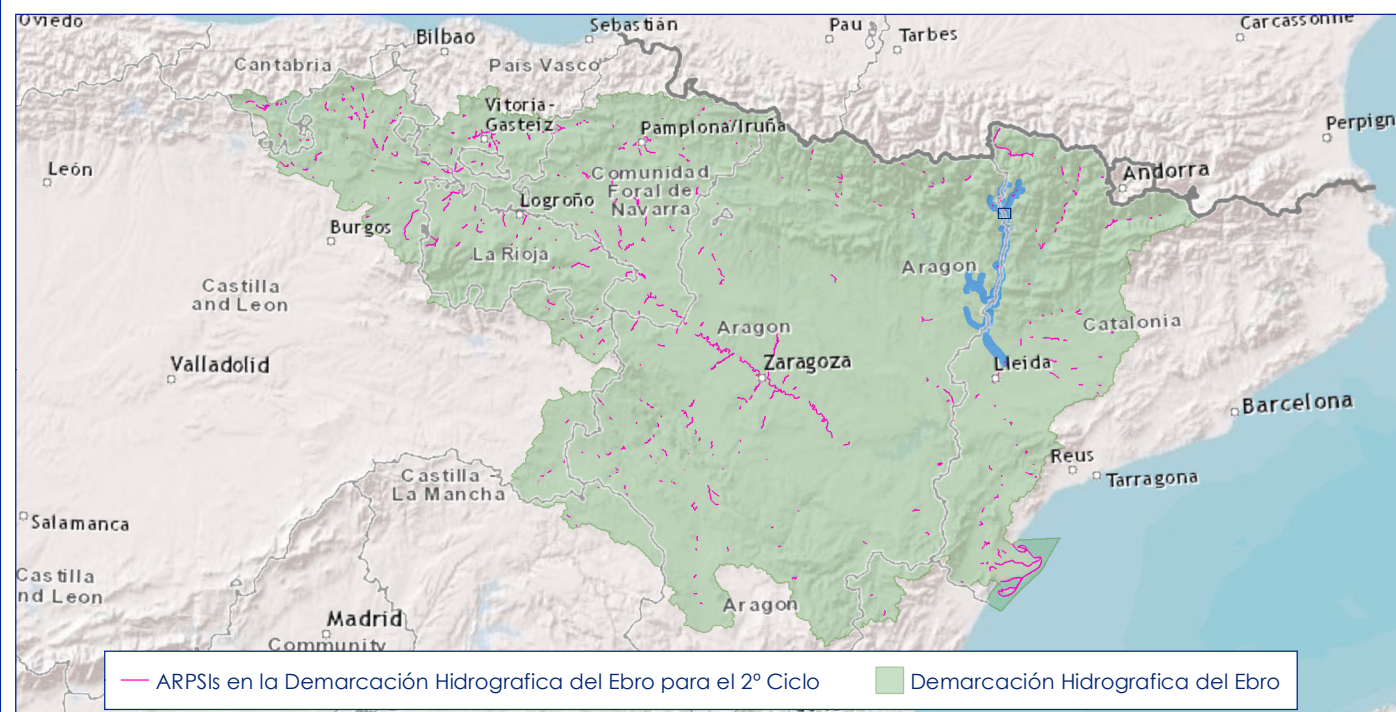 Oviedo
Bilbao
Sebastián
Pau
Tarbes
Carcassonne
Cantabria
País Vasco
Vitoria-
Gasteiz
Pamplona/Iruña
Perpign
León
Comunidad
Foral de
Navarra
Andorra
Logroño
Burgos
La Rioja
Aragon
Castilla
and Leon
Aragon
Catalonia
Valladolid
Zaragoza
Lleida
Barcelona
Reus
Tarragona
Castilla
La Mancha
Salamanca
Castilla
nd Leon
Aragon
Madrid
Community
ARPSIs en la Demarcación Hidrografica del Ebro para el 2º Ciclo
Demarcación Hidrografica del Ebro